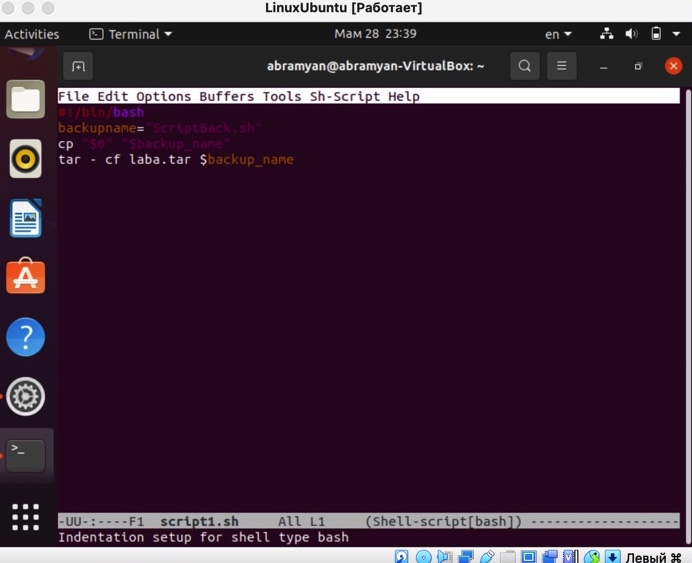 LinuxUbuntu [Работает]
Activities Terminal Мам 28 23:39 en
abramyan@abramyan-VirtualBox: ~
File Edit Options Buffers Tools Sh-Script Help
#!/bin/bash
backupname="ScriptBack.sh"
cp "$0" "$backup_name"
tar - cf laba.tar $backup_name
-UU-:----F1 script1.sh All L1 (Shell-script[bash]) -------------------
Indentation setup for shell type bash
Левый ⌘